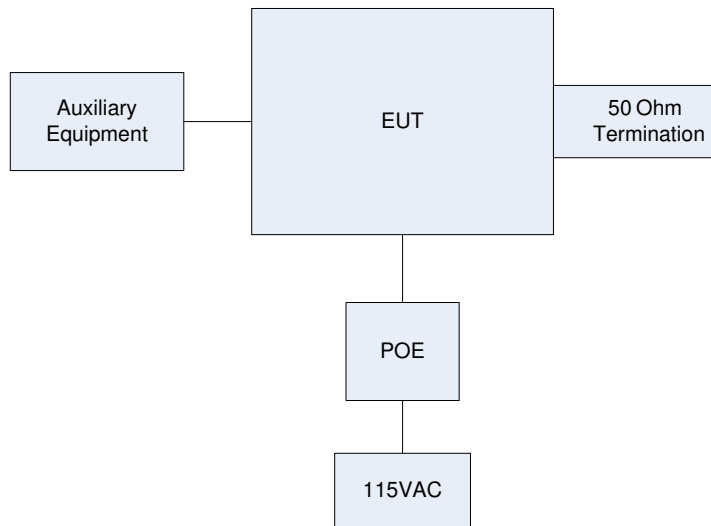 Auxiliary
Equipment
EUT
50 Ohm
Termination
POE
115VAC